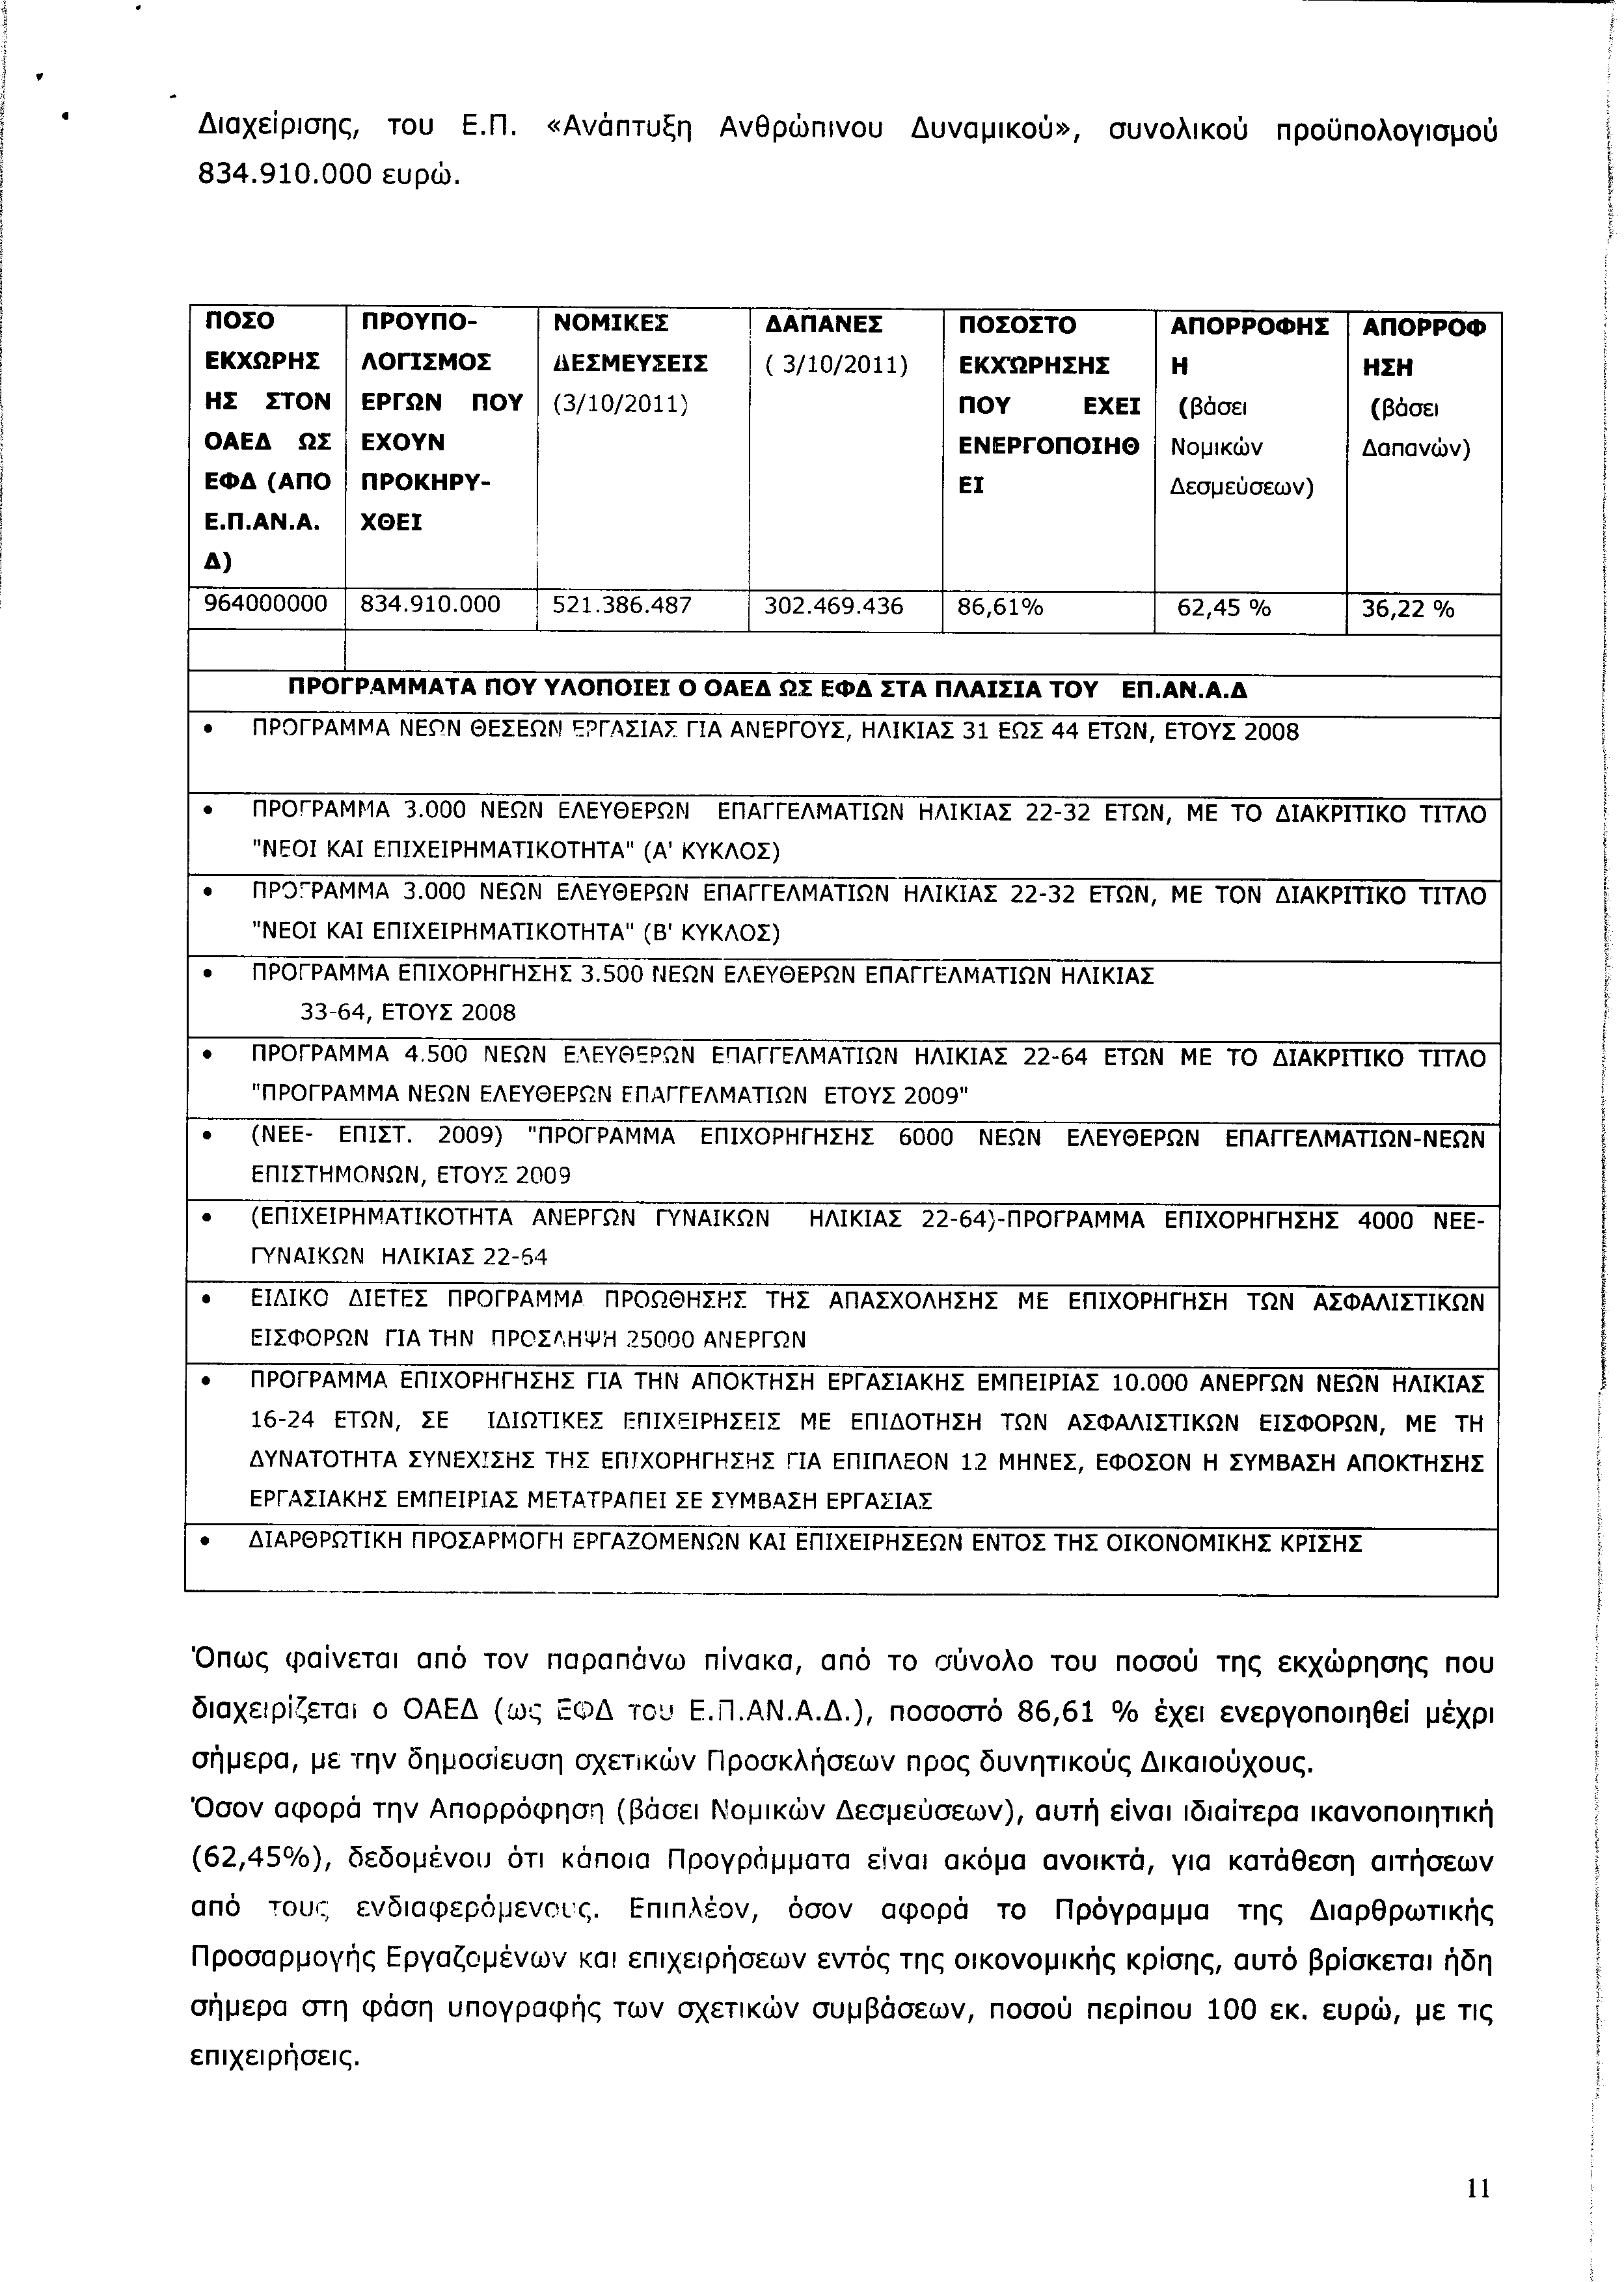 Διαχείρισης, του Ε.Π. «Ανάπτυξη Ανθρώπινου Δυναμικού», συνολικού προϋπολογισμού
834.910.000 ευρώ.
ΠΟΣΟ
ΕΚΧΩΡΗΣ
ΗΣ ΣΤΟΝ
ΟΑΕΔ ΩΣ
ΕΦΔ (ΑΠΟ
Ε.Π.ΑΝ.Α.
Δ)
ΠΡΟΥΠΟ-
ΛΟΓΙΣΜΟΣ
ΕΡΓΩΝ ΠΟΥ
ΕΧΟΥΝ
ΠΡΟΚΗΡΥ-
ΧΘΕΙ
ΝΟΜΙΚΕΣ
ΔΕΣΜΕΥΣΕΙΣ
(3/10/2011)
ΔΑΠΑΝΕΣ
( 3/10/2011)
ΠΟΣΟΣΤΟ
ΕΚΧΏΡΗΣΗΣ
ΠΟΥ ΕΧΕΙ
ΕΝΕΡΓΟΠΟΙΗΘ
ΕΙ
ΑΠΟΡΡΟΦΗΣ
Η
(βάσει
Νομικών
Δεσμεύσεων)
ΑΠΟΡΡΟΦ
ΗΣΗ
(βάσει
Δαπανών)
964000000 834.910.000 521.386.487 302.469.436 86,61% 62,45 % 36,22 %
ΠΡΟΓΡΑΜΜΑΤΑ ΠΟΥ ΥΛΟΠΟΙΕΙ Ο ΟΑΕΔ ΩΣ ΕΦΔ ΣΤΑ ΠΛΑΙΣΙΑ ΤΟΥ ΕΠ.ΑΝ.Α.Δ
• ΠΡΟΓΡΑΜΜΑ ΝΕΩΝ ΘΕΣΕΩΝ ΕΡΓΑΣΙΑΣ ΓΙΑ ΑΝΕΡΓΟΥΣ, ΗΛΙΚΙΑΣ 31 ΕΩΣ 44 ΕΤΩΝ, ΕΤΟΥΣ 2008
• ΠΡΟΓΡΑΜΜΑ 3.000 ΝΕΩΝ ΕΛΕΥΘΕΡΩΝ ΕΠΑΓΓΕΛΜΑΤΙΩΝ ΗΛΙΚΙΑΣ 22-32 ΕΤΩΝ, ΜΕ ΤΟ ΔΙΑΚΡΙΤΙΚΟ ΤΙΤΛΟ
"ΝΕΟΙ ΚΑΙ ΕΠΙΧΕΙΡΗΜΑΤΙΚΟΤΗΤΑ" (Α' ΚΥΚΛΟΣ)
• ΠΡΟΓΡΑΜΜΑ 3.000 ΝΕΩΝ ΕΛΕΥΘΕΡΩΝ ΕΠΑΓΓΕΛΜΑΤΙΩΝ ΗΛΙΚΙΑΣ 22-32 ΕΤΩΝ, ΜΕ ΤΟΝ ΔΙΑΚΡΙΤΙΚΟ ΤΙΤΛΟ
"ΝΕΟΙ ΚΑΙ ΕΠΙΧΕΙΡΗΜΑΤΙΚΟΤΗΤΑ" (Β' ΚΥΚΛΟΣ)
• ΠΡΟΓΡΑΜΜΑ ΕΠΙΧΟΡΗΓΗΣΗΣ 3.500 ΝΕΩΝ ΕΛΕΥΘΕΡΩΝ ΕΠΑΓΓΕΛΜΑΤΙΩΝ ΗΛΙΚΙΑΣ
33-64, ΕΤΟΥΣ 2008
• ΠΡΟΓΡΑΜΜΑ 4.500 ΝΕΩΝ ΕΛΕΥΘΕΡΩΝ ΕΠΑΓΓΕΛΜΑΤΙΩΝ ΗΛΙΚΙΑΣ 22-64 ΕΤΩΝ ΜΕ ΤΟ ΔΙΑΚΡΙΤΙΚΟ ΤΙΤΛΟ
"ΠΡΟΓΡΑΜΜΑ ΝΕΩΝ ΕΛΕΥΘΕΡΩΝ ΕΠΑΓΓΕΛΜΑΤΙΩΝ ΕΤΟΥΣ 2009"
• (ΝΕΕ- ΕΠΙΣΤ. 2009) "ΠΡΟΓΡΑΜΜΑ ΕΠΙΧΟΡΗΓΗΣΗΣ 6000 ΝΕΩΝ ΕΛΕΥΘΕΡΩΝ ΕΠΑΓΓΕΛΜΑΤΙΩΝ-ΝΕΩΝ
ΕΠΙΣΤΗΜΟΝΩΝ, ΕΤΟΥΣ 2009
• (ΕΠΙΧΕΙΡΗΜΑΤΙΚΟΤΗΤΑ ΑΝΕΡΓΩΝ ΓΥΝΑΙΚΩΝ ΗΛΙΚΙΑΣ 22-64)-ΠΡΟΓΡΑΜΜΑ ΕΠΙΧΟΡΗΓΗΣΗΣ 4000 ΝΕΕ-
ΓΥΝΑΙΚΩΝ ΗΛΙΚΙΑΣ 22-64
• ΕΙΔΙΚΟ ΔΙΕΤΕΣ ΠΡΟΓΡΑΜΜΑ ΠΡΟΩΘΗΣΗΣ ΤΗΣ ΑΠΑΣΧΟΛΗΣΗΣ ΜΕ ΕΠΙΧΟΡΗΓΗΣΗ ΤΩΝ ΑΣΦΑΛΙΣΤΙΚΩΝ
ΕΙΣΦΟΡΩΝ ΓΙΑ ΤΗΝ ΠΡΟΣΛΗΨΗ 25000 ΑΝΕΡΓΩΝ
• ΠΡΟΓΡΑΜΜΑ ΕΠΙΧΟΡΗΓΗΣΗΣ ΓΙΑ ΤΗΝ ΑΠΟΚΤΗΣΗ ΕΡΓΑΣΙΑΚΗΣ ΕΜΠΕΙΡΙΑΣ 10.000 ΑΝΕΡΓΩΝ ΝΕΩΝ ΗΛΙΚΙΑΣ
16-24 ΕΤΩΝ, ΣΕ ΙΔΙΩΤΙΚΕΣ ΕΠΙΧΕΙΡΗΣΕΙΣ ΜΕ ΕΠΙΔΟΤΗΣΗ ΤΩΝ ΑΣΦΑΛΙΣΤΙΚΩΝ ΕΙΣΦΟΡΩΝ, ΜΕ ΤΗ
ΔΥΝΑΤΟΤΗΤΑ ΣΥΝΕΧΙΣΗΣ ΤΗΣ ΕΠΙΧΟΡΗΓΗΣΗΣ ΓΙΑ ΕΠΙΠΛΕΟΝ 12 ΜΗΝΕΣ, ΕΦΟΣΟΝ Η ΣΥΜΒΑΣΗ ΑΠΟΚΤΗΣΗΣ
ΕΡΓΑΣΙΑΚΗΣ ΕΜΠΕΙΡΙΑΣ ΜΕΤΑΤΡΑΠΕΙ ΣΕ ΣΥΜΒΑΣΗ ΕΡΓΑΣΙΑΣ
• ΔΙΑΡΘΡΩΤΙΚΗ ΠΡΟΣΑΡΜΟΓΗ ΕΡΓΑΖΟΜΕΝΩΝ ΚΑΙ ΕΠΙΧΕΙΡΗΣΕΩΝ ΕΝΤΟΣ ΤΗΣ ΟΙΚΟΝΟΜΙΚΗΣ ΚΡΙΣΗΣ
Όπως φαίνεται από τον παραπάνω πίνακα, από το σύνολο του ποσού της εκχώρησης που
διαχειρίζεται ο ΟΑΕΔ (ως ΕΦΔ του Ε.Π.ΑΝ.Α.Δ.), ποσοστό 86,61 % έχει ενεργοποιηθεί μέχρι
σήμερα, με την δημοσίευση σχετικών Προσκλήσεων προς δυνητικούς Δικαιούχους.
Όσον αφορά την Απορρόφηση (βάσει Νομικών Δεσμεύσεων), αυτή είναι ιδιαίτερα ικανοποιητική
(62,45%), δεδομένου ότι κάποια Προγράμματα είναι ακόμα ανοικτά, για κατάθεση αιτήσεων
από τους ενδιαφερόμενους. Επιπλέον, όσον αφορά το Πρόγραμμα της Διαρθρωτικής
Προσαρμογής Εργαζομένων και επιχειρήσεων εντός της οικονομικής κρίσης, αυτό βρίσκεται ήδη
σήμερα στη φάση υπογραφής των σχετικών συμβάσεων, ποσού περίπου 100 εκ. ευρώ, με τις
επιχειρήσεις.
11